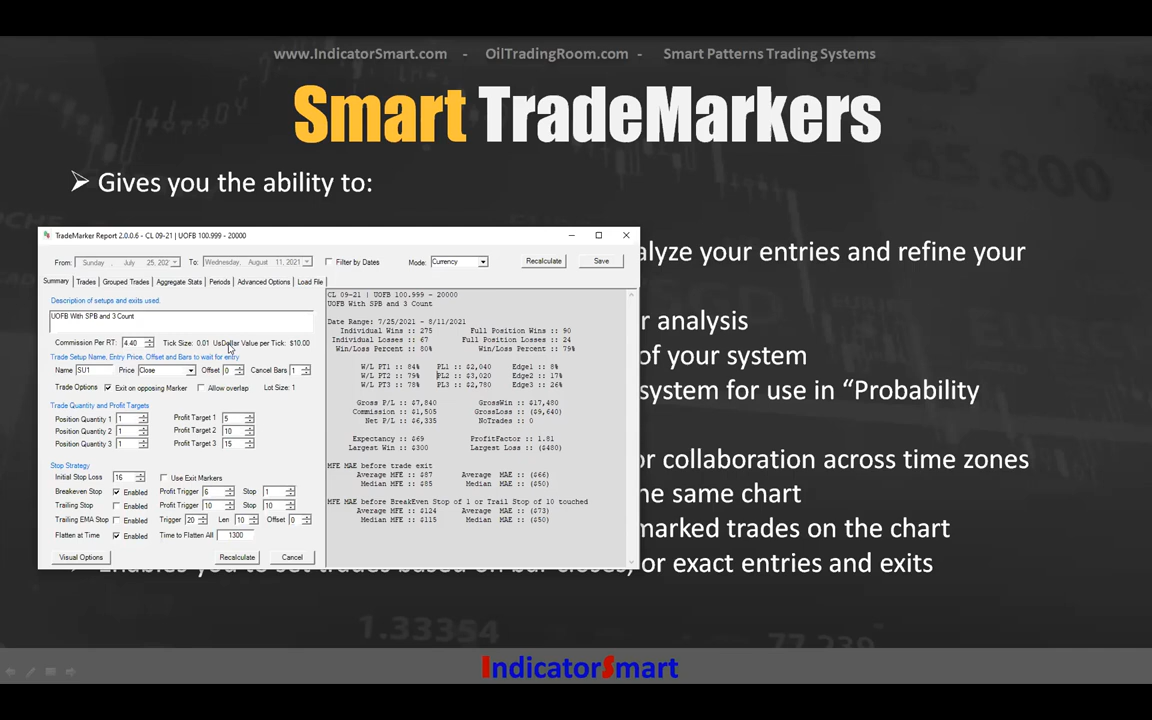 www.IndicatorSmart.com - OilTradingRoom.com - Smart Patterns Trading Systems
Smart TradeMarkers
Gives you the ability to:
alyze your entries and refine your
r analysis
of your system
system for use in “Probability
or collaboration across time zones
ne same chart
marked trades on the chart
or exact entries and exits
TradeMarker Report 2.0.0.6 - CL 09-21 | UOFB 100.999 - 20000
From: Sunday , July 25, 202 To: Wednesday, August 11, 2021 Filter by Dates Mode: Currency Recalculate Save
Summary Trades Grouped Trades Aggregate Stats Periods Advanced Options Load File
Description of setups and exits used.
UOFB With SPB and 3 Count
Commission Per RT: 4.40 Tick Size: 0.01 UsDollar Value per Tick: $10.00
Trade Setup Name, Entry Price, Offset and Bars to wait for entry
Name SU1 Price Close Offset 0 Cancel Bars 1
Trade Options Exit on opposing Marker Allow overlap Lot Size: 1
Trade Quantity and Profit Targets
Position Quantity 1 1 Profit Target 1 5
Position Quantity 2 1 Profit Target 2 10
Position Quantity 3 1 Profit Target 3 15
Stop Strategy
Initial Stop Loss 16 Use Exit Markers
Breakeven Stop Enabled Profit Trigger 6 Stop 1
Trailing Stop Enabled Profit Trigger 10 Stop 10
Trailing EMA Stop Enabled Trigger 20 Len 10 Offset 0
Flatten at Time Enabled Time to Flatten All 1300
Visual Options Recalculate Cancel
CL 09-21 | UOFB 100.999 - 20000
UOFB With SPB and 3 Count
Date Range: 7/25/2021 - 8/11/2021
Individual Wins :: 275 Full Position Wins :: 90
Individual Losses :: 67 Full Position Losses :: 24
Win/Loss Percent :: 80% Win/Loss Percent :: 79%
W/L PT1 :: 84% PL1 :: $2,040 Edge1 :: 8%
W/L PT2 :: 79% PL2 :: $3,020 Edge2 :: 17%
W/L PT3 :: 78% PL3 :: $2,780 Edge3 :: 26%
Gross P/L :: $7,840 GrossWin :: $17,480
Commission :: $1,505 GrossLoss :: ($9,640)
Net P/L :: $6,335 NoTrades :: 0
Expectancy :: $69 ProfitFactor :: 1.81
Largest Win :: $300 Largest Loss :: ($480)
MFE MAE before trade exit
Average MFE :: $87 Average MAE :: ($66)
Median MFE :: $85 Median MAE :: ($50)
MFE MAE before BreakEven Stop of 1 or Trail Stop of 10 touched
Average MFE :: $124 Average MAE :: ($73)
Median MFE :: $115 Median MAE :: ($50)
65.800
1.33354
77.239
IndicatorSmart